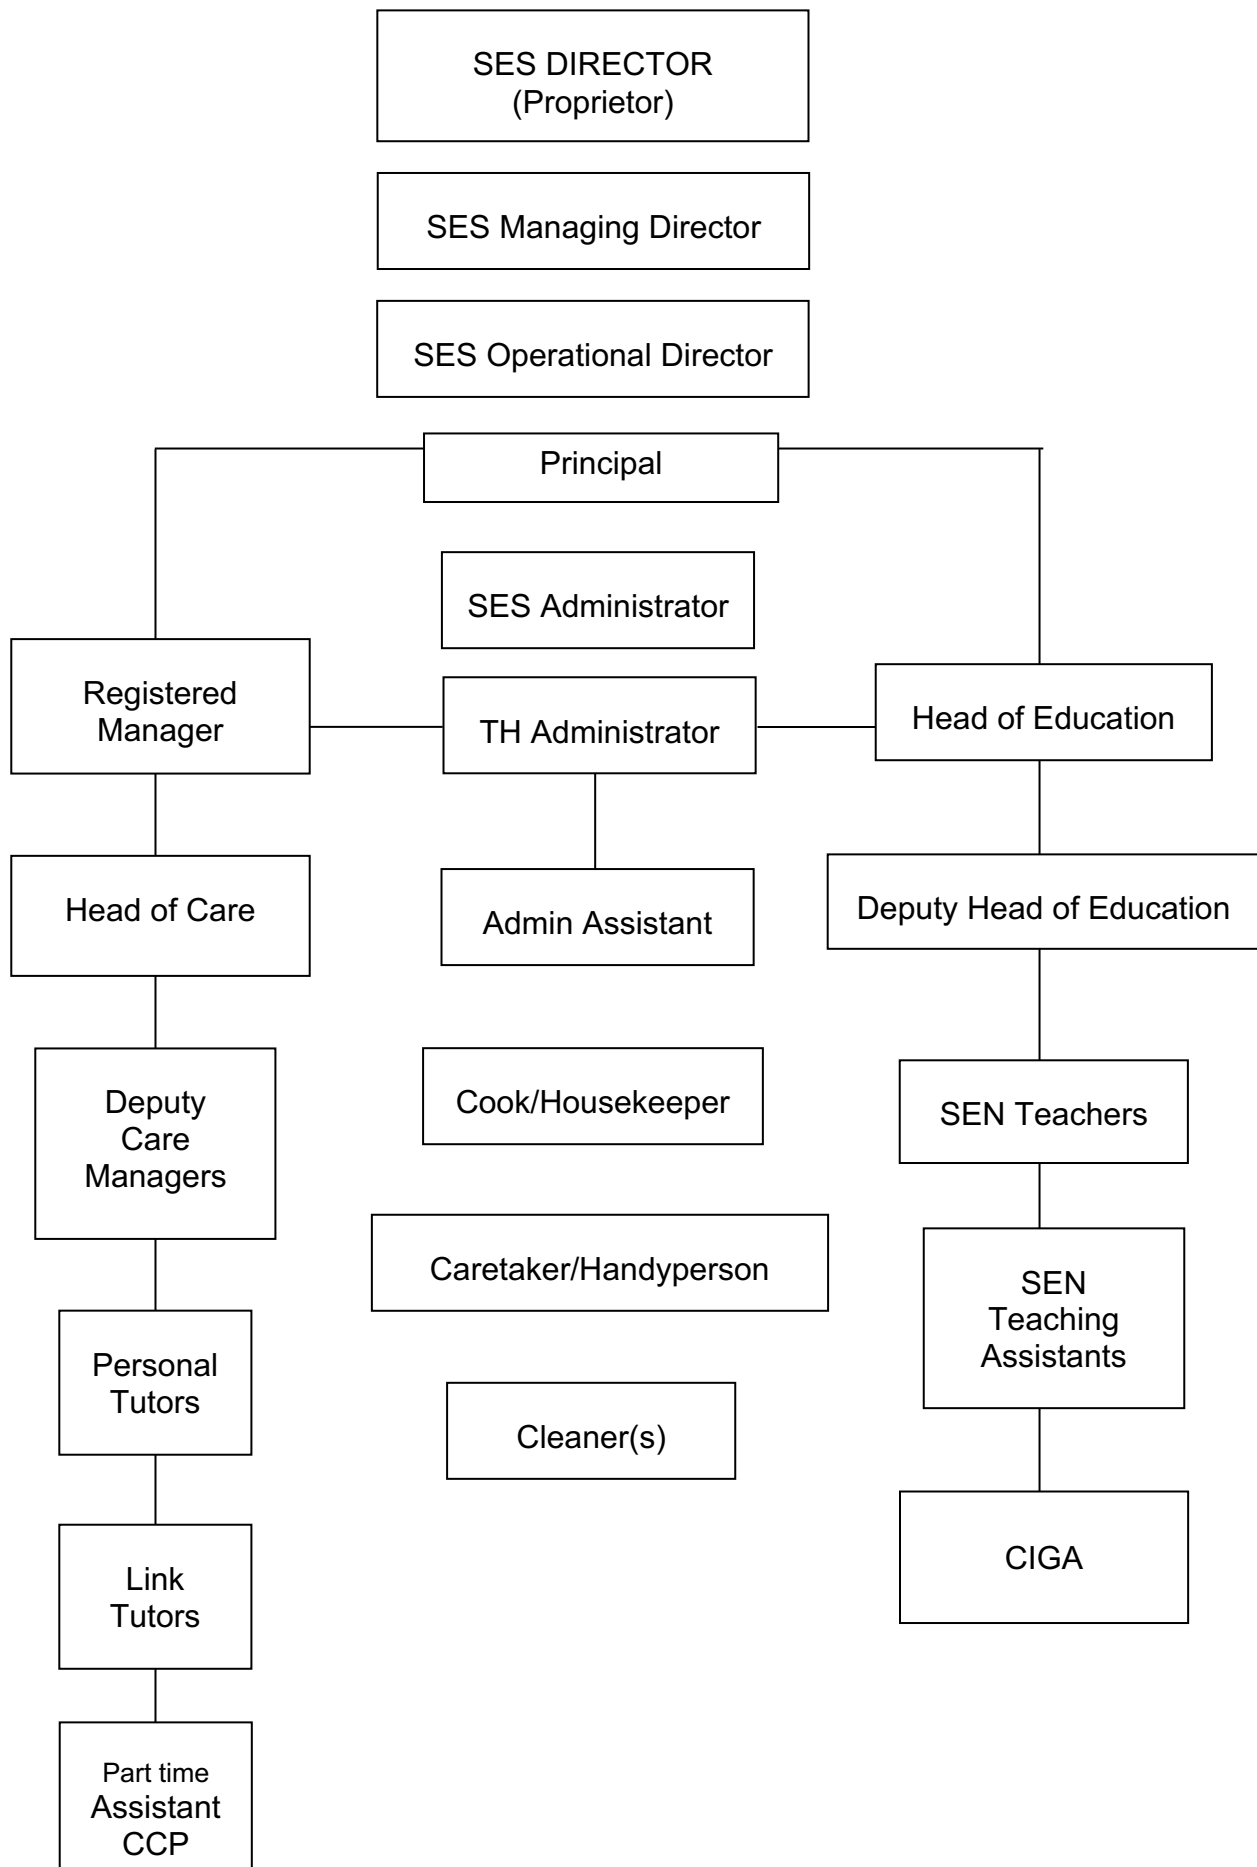 SES DIRECTOR
(Proprietor)
SES Managing Director
SES Operational Director
Principal
SES Administrator
Registered
Manager
TH Administrator
Head of Education
Head of Care
Admin Assistant
Deputy Head of Education
Deputy
Care
Managers
Cook/Housekeeper
SEN Teachers
Caretaker/Handyperson
SEN
Teaching
Assistants
Personal
Tutors
Cleaner(s)
CIGA
Link
Tutors
Part time
Assistant
CCP